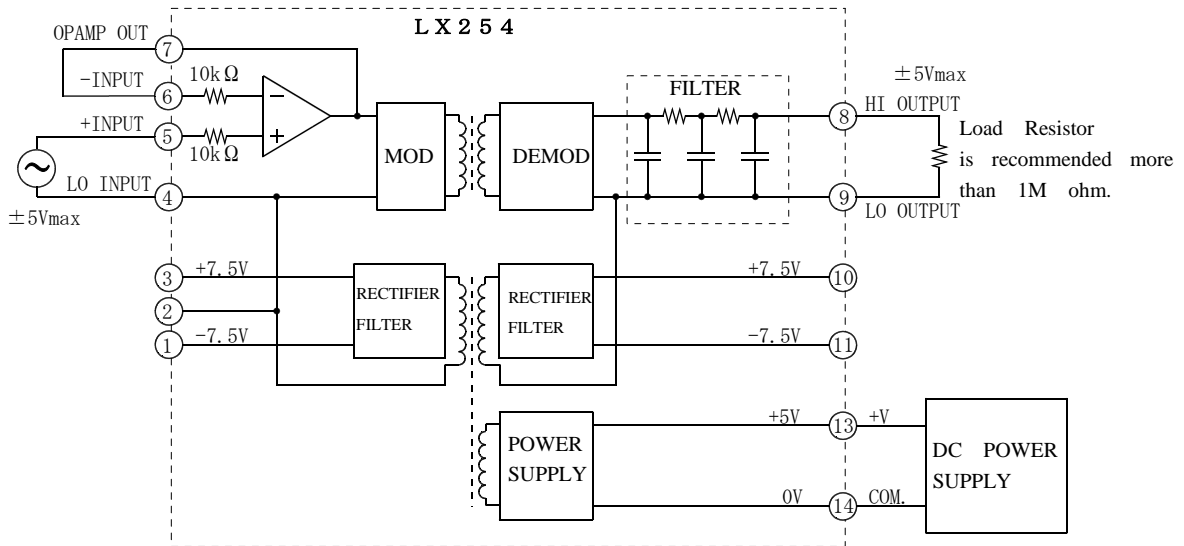 LX254
OPAMP OUT
7
-INPUT
6
10kΩ
+INPUT
5
10kΩ
LO INPUT
4
±5Vmax
−
+
MOD
DEMOD
FILTER
±5Vmax
8
HI OUTPUT
9
LO OUTPUT
Load Resistor
is recommended more
than 1M ohm.
3
+7.5V
2
1
-7.5V
RECTIFIER
FILTER
RECTIFIER
FILTER
+7.5V
10
-7.5V
11
POWER
SUPPLY
+5V
13
+V
0V
14
COM.
DC POWER
SUPPLY